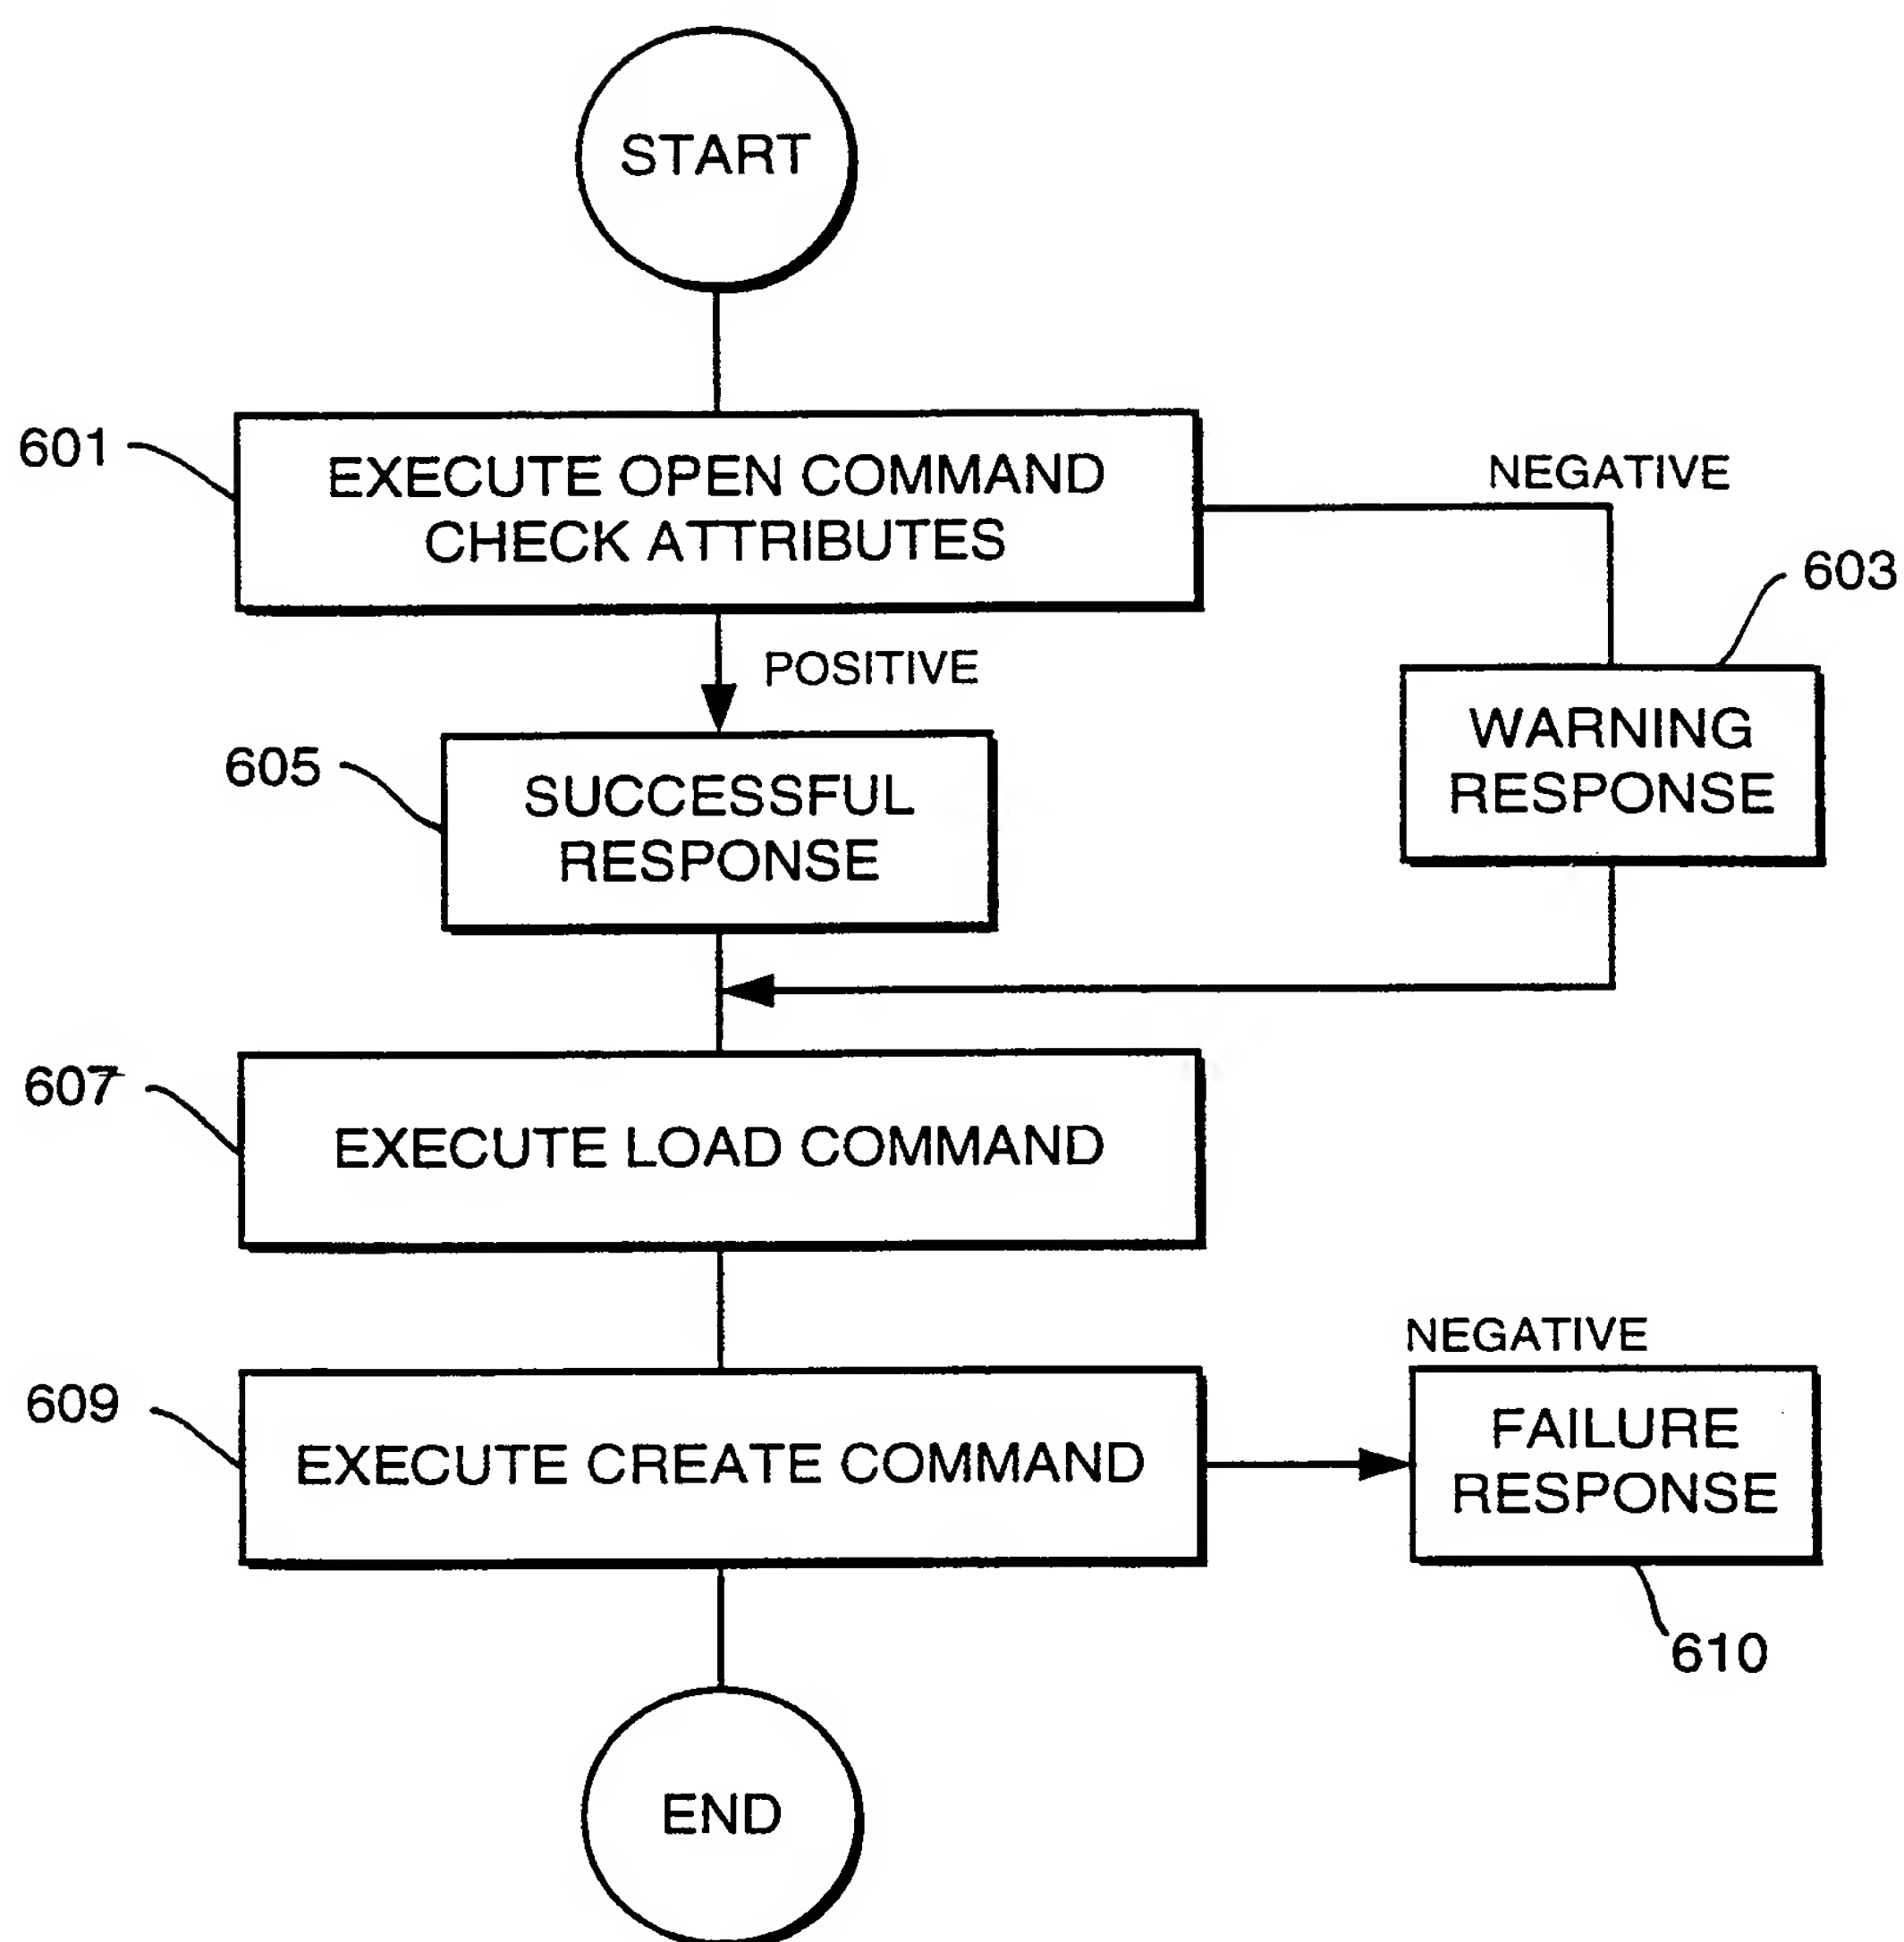 START
601
EXECUTE OPEN COMMAND
CHECK ATTRIBUTES
NEGATIVE
603
POSITIVE
WARNING
RESPONSE
605
SUCCESSFUL
RESPONSE
607
EXECUTE LOAD COMMAND
609
EXECUTE CREATE COMMAND
NEGATIVE
FAILURE
RESPONSE
610
END